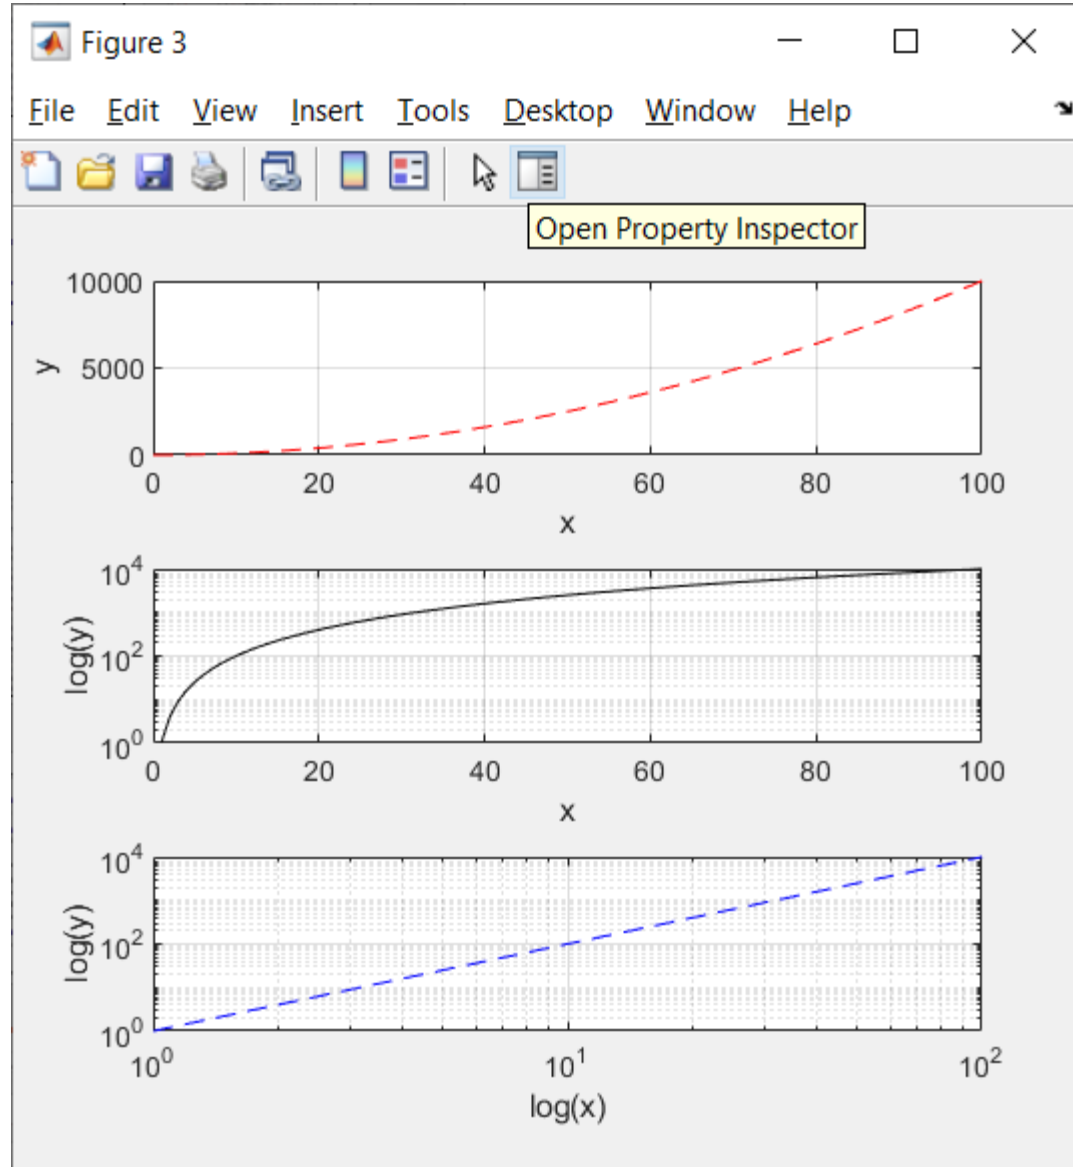 Figure 3
File Edit View Insert Tools Desktop Window Help
Open Property Inspector
10000
5000
0
y
0 20 40 60 80 100
x
10^4
10^2
10^0
log(y)
0 20 40 60 80 100
x
10^4
10^2
10^0
log(y)
10^0 10^1 10^2
log(x)